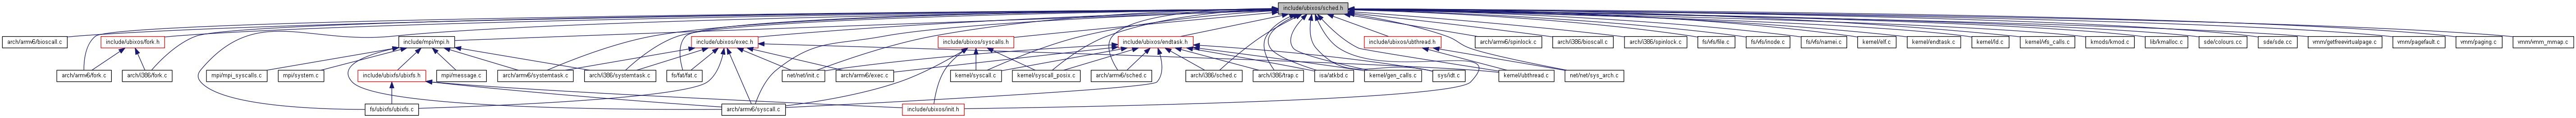 include/ubixos/sched.h
arch/armv6/bioscall.c
include/ubixos/fork.h
include/mpi/mpi.h
include/ubixos/exec.h
include/ubixos/syscalls.h
include/ubixos/endtask.h
include/ubixos/ubthread.h
arch/armv6/spinlock.c
arch/i386/bioscall.c
arch/i386/spinlock.c
fs/vfs/file.c
fs/vfs/inode.c
fs/vfs/namei.c
kernel/elf.c
kernel/endtask.c
kernel/ld.c
kernel/vfs_calls.c
kmods/kmod.c
lib/kmalloc.c
sde/colours.cc
sde/sde.cc
vmm/getfreevirtualpage.c
vmm/pagefault.c
vmm/paging.c
vmm/vmm_mmap.c
arch/armv6/fork.c
arch/i386/fork.c
mpi/mpi_syscalls.c
mpi/system.c
include/ubixfs/ubixfs.h
mpi/message.c
arch/armv6/systemtask.c
arch/i386/systemtask.c
fs/fat/fat.c
net/net/init.c
arch/armv6/exec.c
kernel/syscall.c
kernel/syscall_posix.c
arch/armv6/sched.c
arch/i386/sched.c
arch/i386/trap.c
isa/atkbd.c
kernel/gen_calls.c
sys/idt.c
kernel/ubthread.c
net/net/sys_arch.c
fs/ubixfs/ubixfs.c
arch/armv6/syscall.c
include/ubixos/init.h